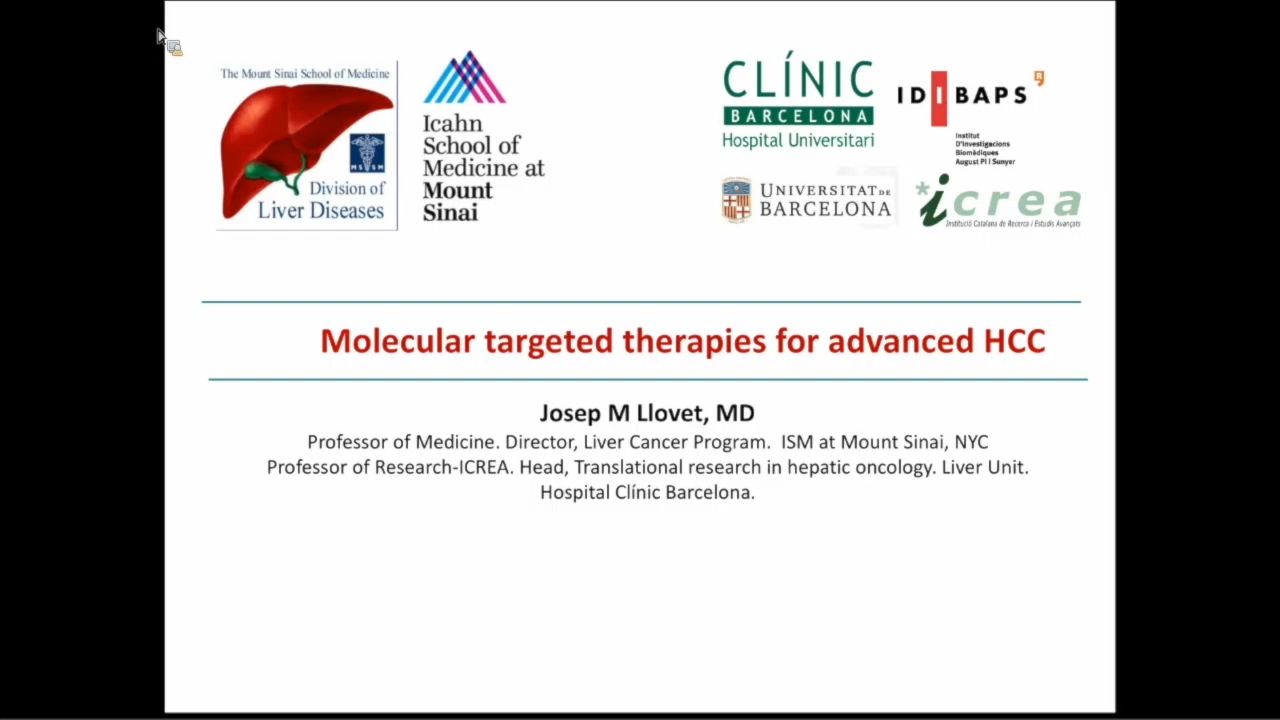 The Mount Sinai School of Medicine
MSSM
Division of
Liver Diseases
Icahn
School of
Medicine at
Mount
Sinai
CLÍNIC
BARCELONA
Hospital Universitari
IDIBAPS
Institut
D'Investigacions
Biomèdiques
August Pi I Sunyer
UNIVERSITAT DE
BARCELONA
*icrea
Institució Catalana de Recerca i Estudis Avançats
Molecular targeted therapies for advanced HCC
Josep M Llovet, MD
Professor of Medicine. Director, Liver Cancer Program. ISM at Mount Sinai, NYC
Professor of Research-ICREA. Head, Translational research in hepatic oncology. Liver Unit.
Hospital Clínic Barcelona.